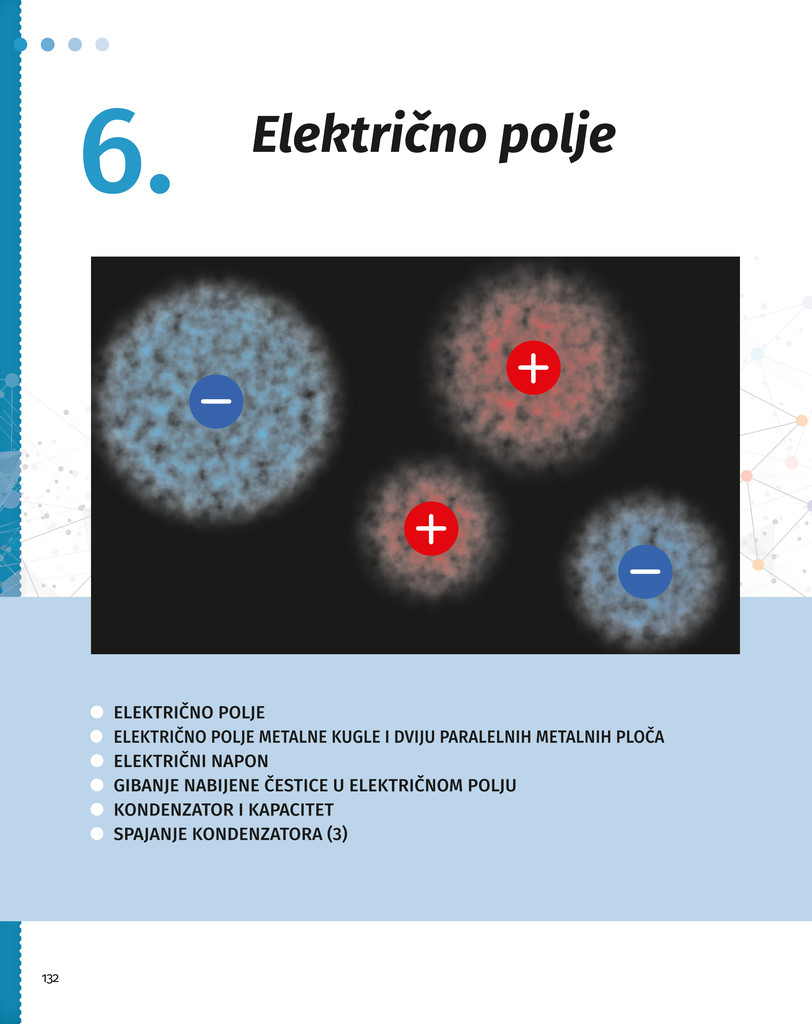 6.
Električno polje
−
+
+
−
ELEKTRIČNO POLJE
ELEKTRIČNO POLJE METALNE KUGLE I DVIJU PARALELNIH METALNIH PLOČA
ELEKTRIČNI NAPON
GIBANJE NABIJENE ČESTICE U ELEKTRIČNOM POLJU
KONDENZATOR I KAPACITET
SPAJANJE KONDENZATORA (3)
132